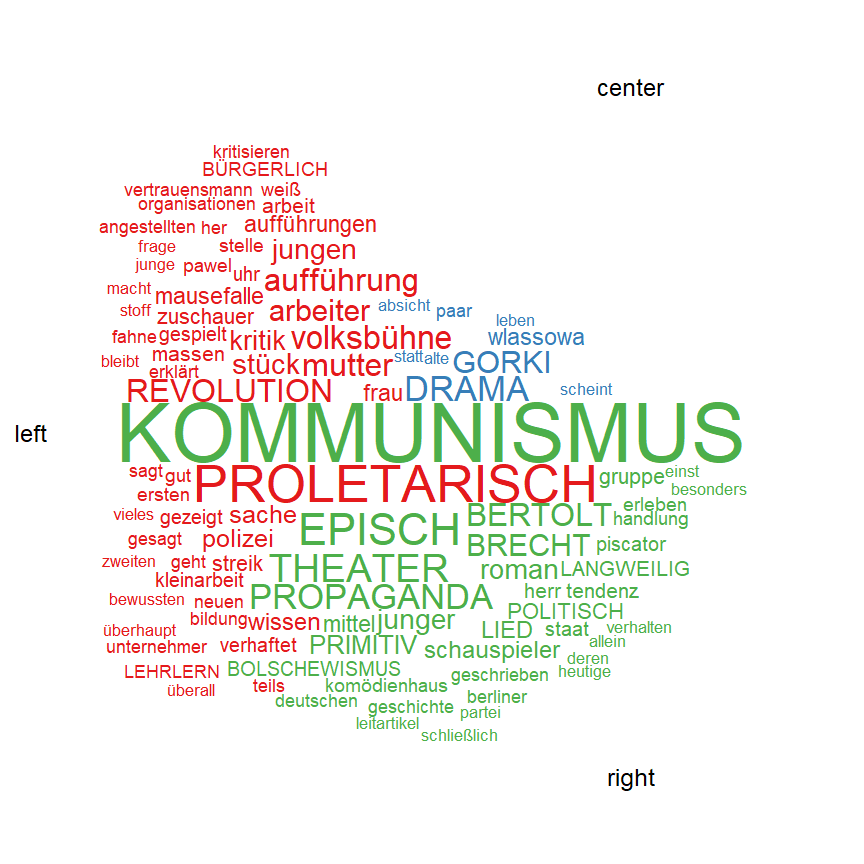 center
kritisieren
BÜRGERLICH
vertrauensmann weiß
organisationen arbeit
angestellten her aufführungen
frage stelle jungen
junge pawel uhr aufführung
macht mausefalle arbeiter absicht paar
stoff zuschauer leben
fahne gespielt kritik volksbühne wlassowa
bleibt massen stück mutter statt alte GORKI
erklärt
REVOLUTION frau DRAMA scheint
left KOMMUNISMUS
sagt gut PROLETARISCH gruppe einst
ersten besonders
vieles gezeigt sache EPISCH BERTOLT erleben
handlung
gesagt polizei BRECHT piscator
zweiten geht streik THEATER roman LANGWEILIG
kleinarbeit
bewussten neuen PROPAGANDA herr tendenz
bildung wissen mittel junger POLITISCH
überhaupt LIED staat verhalten
unternehmer verhaftet PRIMITIV schauspieler allein
deren
LEHRLERN BOLSCHEWISMUS geschrieben heutige
überall teils komödienhaus berliner
deutschen geschichte partei
leitartikel
schließlich
right